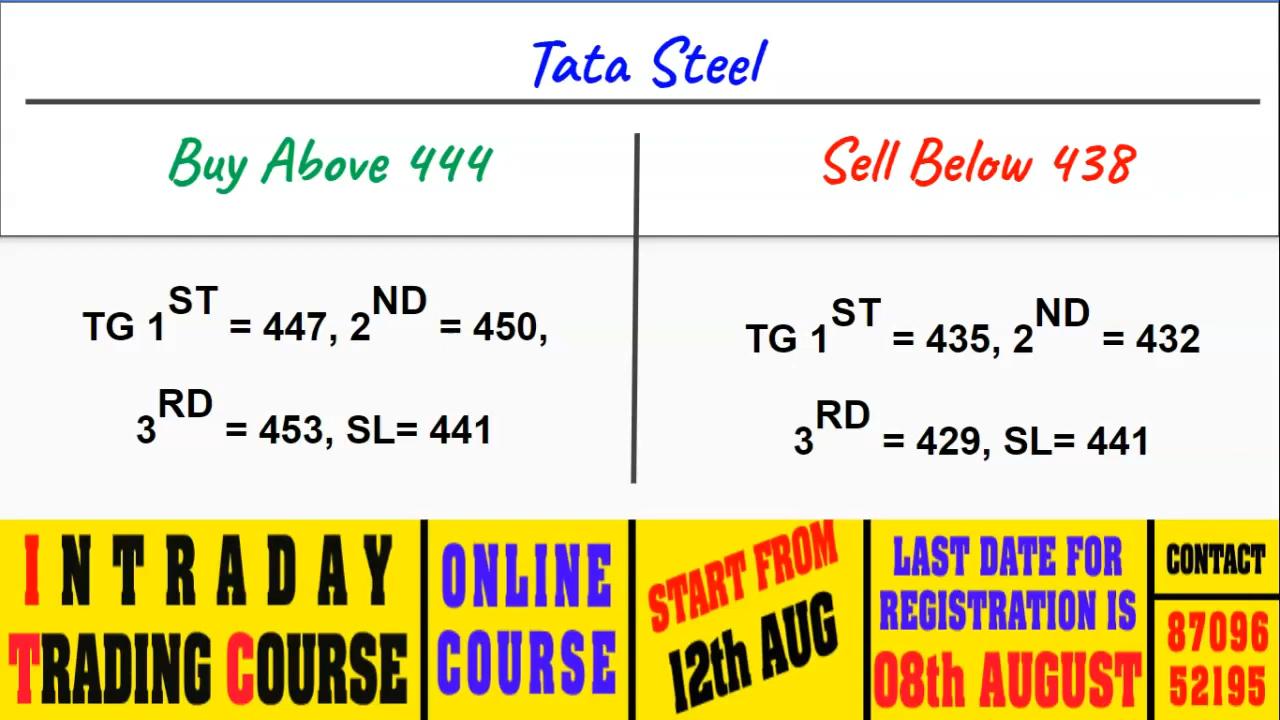 Tata Steel
Buy Above 444
TG 1ST = 447, 2ND = 450,
3RD = 453, SL= 441
Sell Below 438
TG 1ST = 435, 2ND = 432
3RD = 429, SL= 441
INTRADAY
TRADING COURSE
ONLINE
COURSE
START FROM
12th AUG
LAST DATE FOR
REGISTRATION IS
08th AUGUST
CONTACT
87096
52195